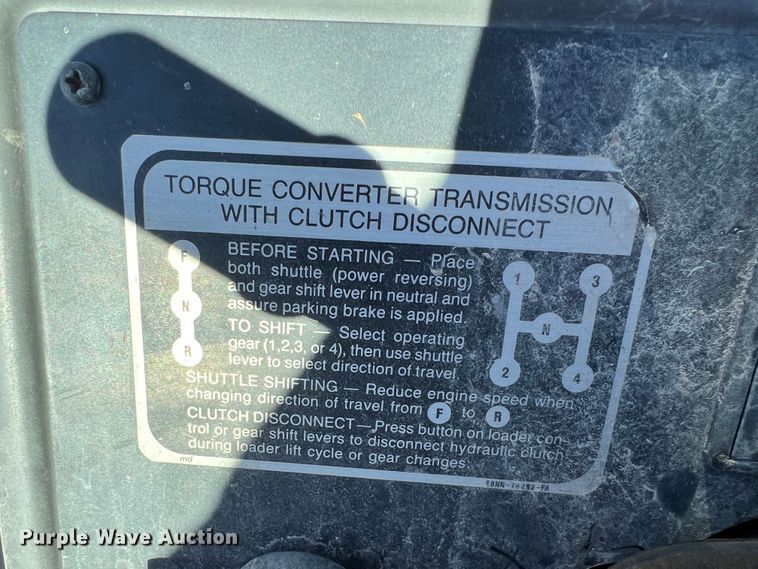 TORQUE CONVERTER TRANSMISSION
WITH CLUTCH DISCONNECT
F
N
R
BEFORE STARTING — Place
both shuttle (power reversing)
and gear shift lever in neutral and
assure parking brake is applied.
TO SHIFT — Select operating
gear (1,2,3, or 4), then use shuttle
lever to select direction of travel.
1 3
N
2 4
SHUTTLE SHIFTING — Reduce engine speed when
changing direction of travel from F to R
CLUTCH DISCONNECT — Press button on loader con-
trol or gear shift levers to disconnect hydraulic clutch
during loader lift cycle or gear changes.
md
Purple Wave Auction